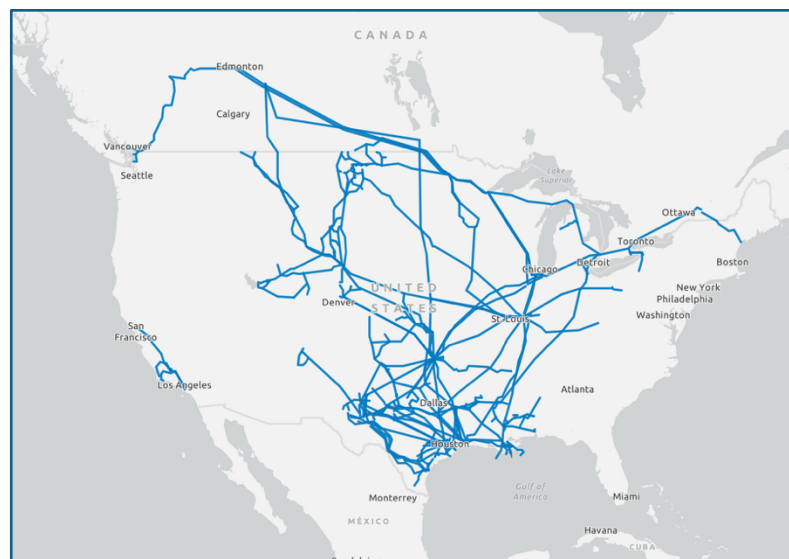 CANADA
Edmonton
Calgary
Vancouver
Seattle
Lake
Superior
Ottawa
Toronto
Detroit
Chicago
Boston
New York
Philadelphia
Washington
UNITED
STATES
Denver
St. Louis
San
Francisco
Los Angeles
Atlanta
Dallas
Houston
Gulf of
America
Miami
Monterrey
MÉXICO
Havana
CUBA